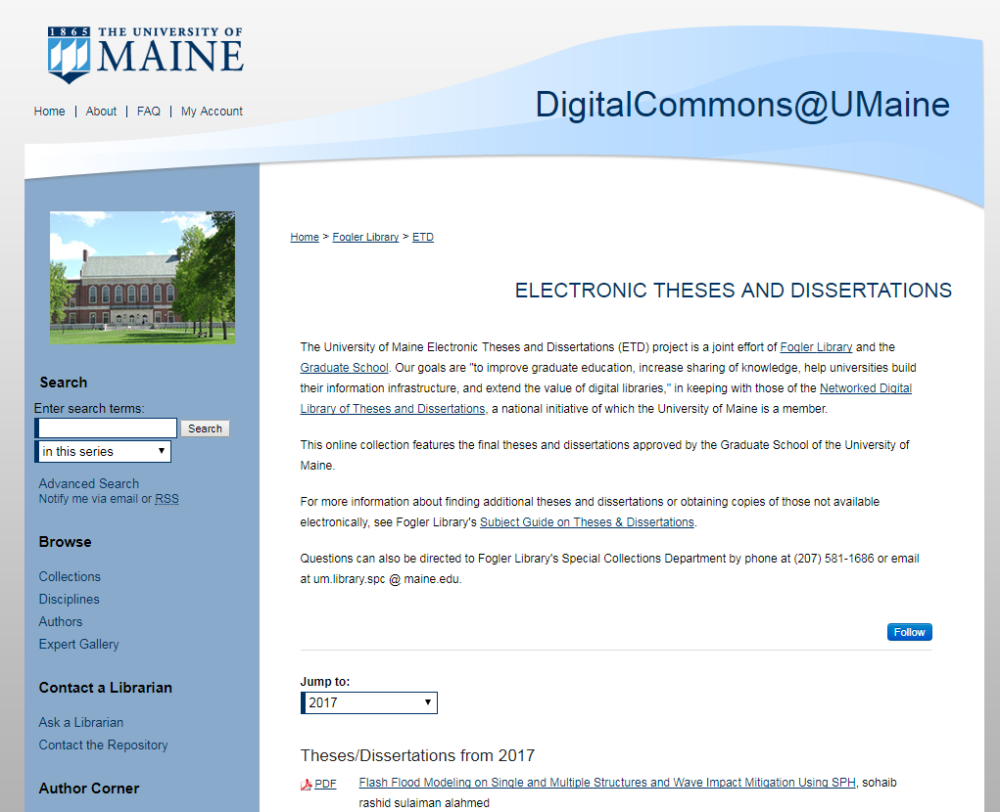 1865 THE UNIVERSITY OF
MAINE
Home | About | FAQ | My Account
DigitalCommons@UMaine
Home > Fogler Library > ETD
ELECTRONIC THESES AND DISSERTATIONS
The University of Maine Electronic Theses and Dissertations (ETD) project is a joint effort of Fogler Library and the
Graduate School. Our goals are "to improve graduate education, increase sharing of knowledge, help universities build
their information infrastructure, and extend the value of digital libraries," in keeping with those of the Networked Digital
Library of Theses and Dissertations, a national initiative of which the University of Maine is a member.
This online collection features the final theses and dissertations approved by the Graduate School of the University of
Maine.
For more information about finding additional theses and dissertations or obtaining copies of those not available
electronically, see Fogler Library's Subject Guide on Theses & Dissertations.
Questions can also be directed to Fogler Library's Special Collections Department by phone at (207) 581-1686 or email
at um.library.spc @ maine.edu.
Follow
Jump to:
2017
Theses/Dissertations from 2017
PDF Flash Flood Modeling on Single and Multiple Structures and Wave Impact Mitigation Using SPH, sohaib
rashid sulaiman alahmed
Search
Enter search terms:
Search
in this series
Advanced Search
Notify me via email or RSS
Browse
Collections
Disciplines
Authors
Expert Gallery
Contact a Librarian
Ask a Librarian
Contact the Repository
Author Corner